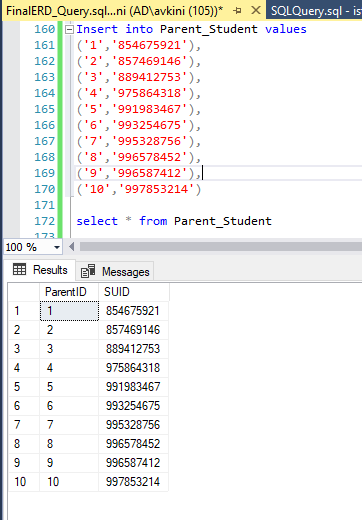 FinalERD_Query.sql...ni (AD\avkini (105))* SQLQuery.sql - is
160 Insert into Parent_Student values
161 ('1','854675921'),
162 ('2','857469146'),
163 ('3','889412753'),
164 ('4','975864318'),
165 ('5','991983467'),
166 ('6','993254675'),
167 ('7','995328756'),
168 ('8','996578452'),
169 ('9','996587412'),
170 ('10','997853214')
171
172 select * from Parent_Student
173
100 %
Results Messages
ParentID SUID
1 1 854675921
2 2 857469146
3 3 889412753
4 4 975864318
5 5 991983467
6 6 993254675
7 7 995328756
8 8 996578452
9 9 996587412
10 10 997853214